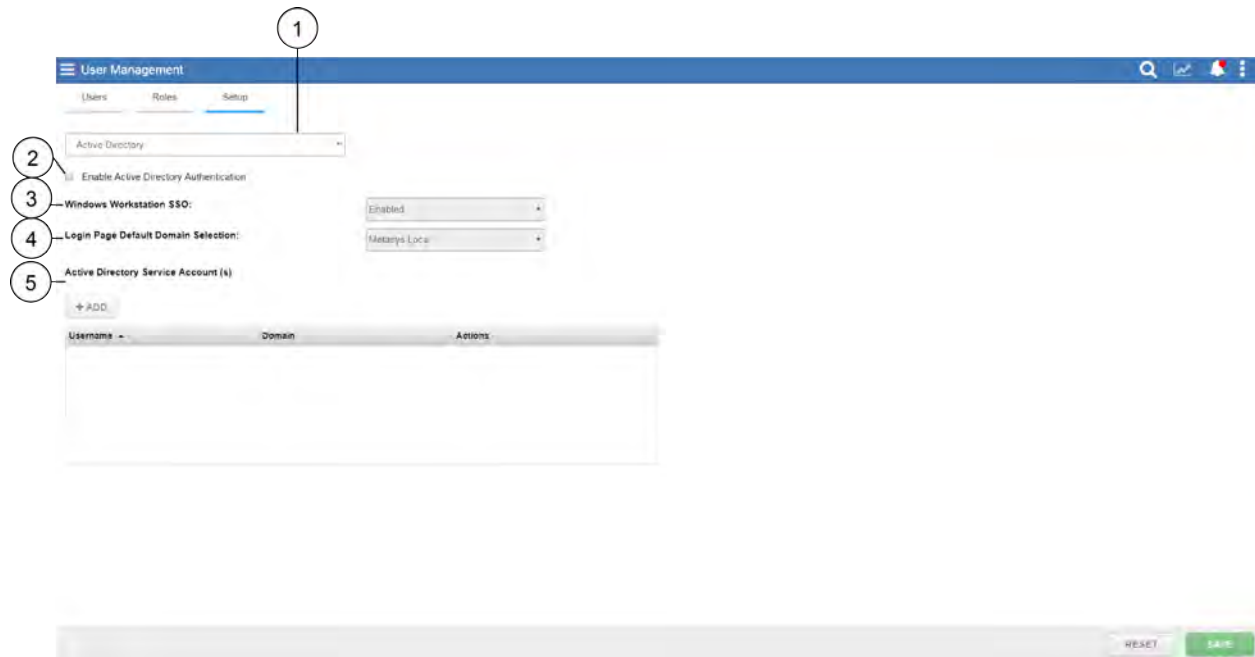 1
User Management
Users Roles Setup
Active Directory
2
Enable Active Directory Authentication
3
Windows Workstation SSO:
Enabled
4
Login Page Default Domain Selection:
Metasys Local
5
Active Directory Service Account (s)
+ ADD
Username Domain Actions
RESET SAVE